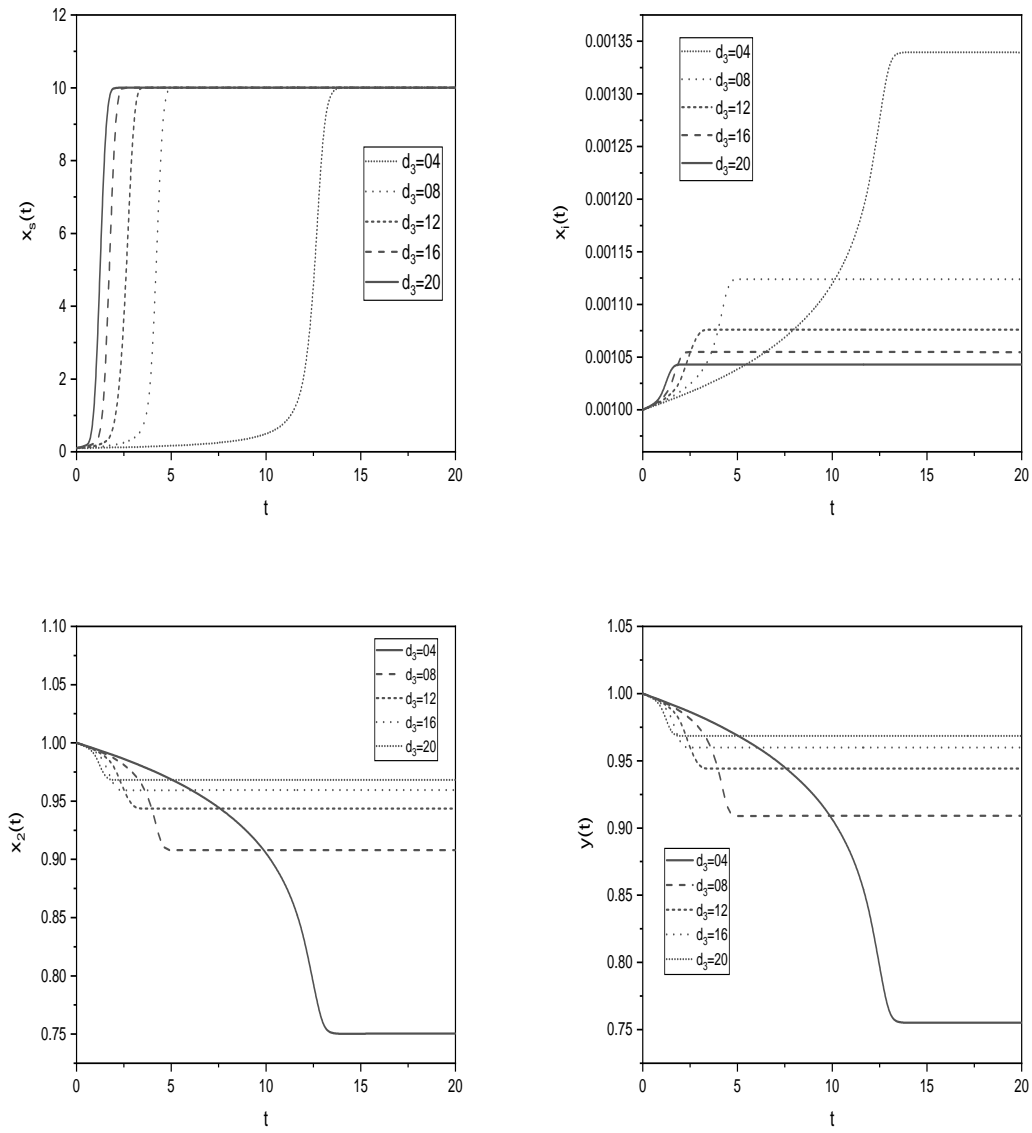 12
10
8
6
4
2
0
x_s(t)
d_3=04
d_3=08
d_3=12
d_3=16
d_3=20
0 5 10 15 20
t
0.00135
0.00130
0.00125
0.00120
0.00115
0.00110
0.00105
0.00100
x_i(t)
d_3=04
d_3=08
d_3=12
d_3=16
d_3=20
0 5 10 15 20
t
1.10
1.05
1.00
0.95
0.90
0.85
0.80
0.75
x_2(t)
d_3=04
d_3=08
d_3=12
d_3=16
d_3=20
0 5 10 15 20
t
1.05
1.00
0.95
0.90
0.85
0.80
0.75
y(t)
d_3=04
d_3=08
d_3=12
d_3=16
d_3=20
0 5 10 15 20
t